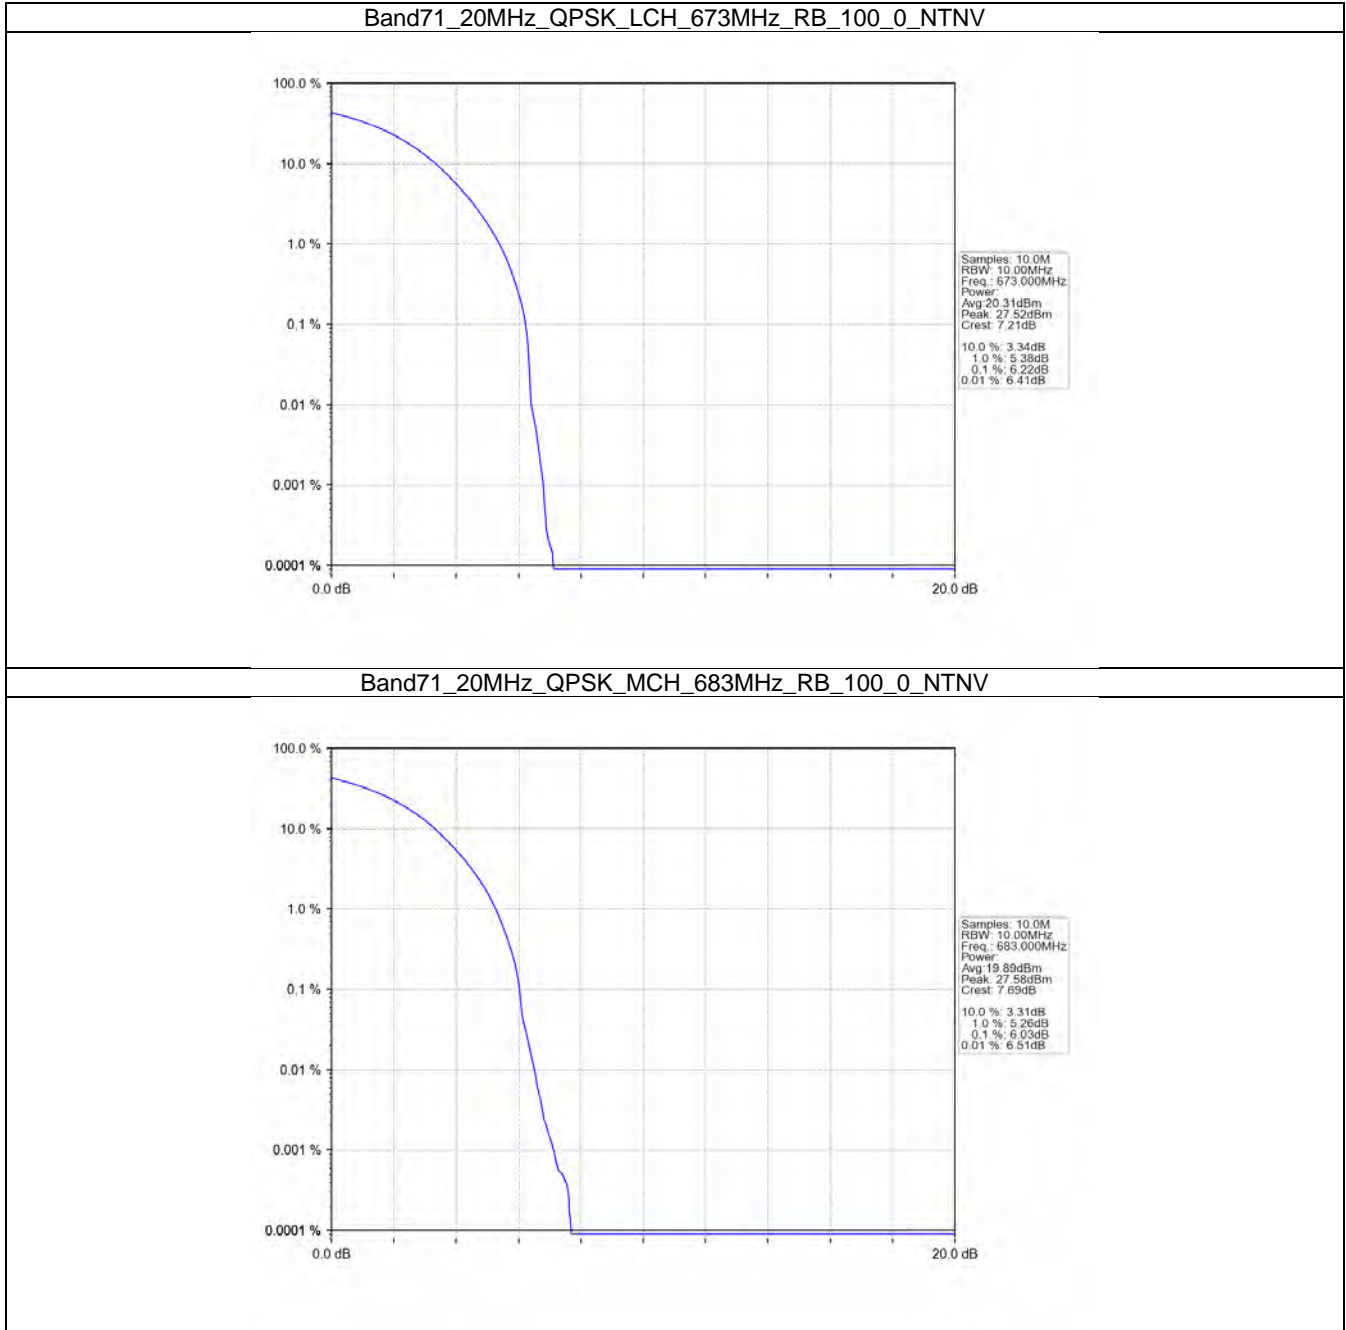 Band71_20MHz_QPSK_LCH_673MHz_RB_100_0_NTNV
100.0 %
10.0 %
1.0 %
0.1 %
0.01 %
0.001 %
0.0001 %
0.0 dB
20.0 dB
Samples: 10.0M
RBW: 10.00MHz
Freq.: 673.000MHz
Power:
Avg:20.31dBm
Peak: 27.52dBm
Crest: 7.21dB
10.0 %: 3.34dB
1.0 %: 5.38dB
0.1 %: 6.22dB
0.01 %: 6.41dB
Band71_20MHz_QPSK_MCH_683MHz_RB_100_0_NTNV
100.0 %
10.0 %
1.0 %
0.1 %
0.01 %
0.001 %
0.0001 %
0.0 dB
20.0 dB
Samples: 10.0M
RBW: 10.00MHz
Freq.: 683.000MHz
Power:
Avg:19.89dBm
Peak: 27.58dBm
Crest: 7.69dB
10.0 %: 3.31dB
1.0 %: 5.26dB
0.1 %: 6.03dB
0.01 %: 6.51dB